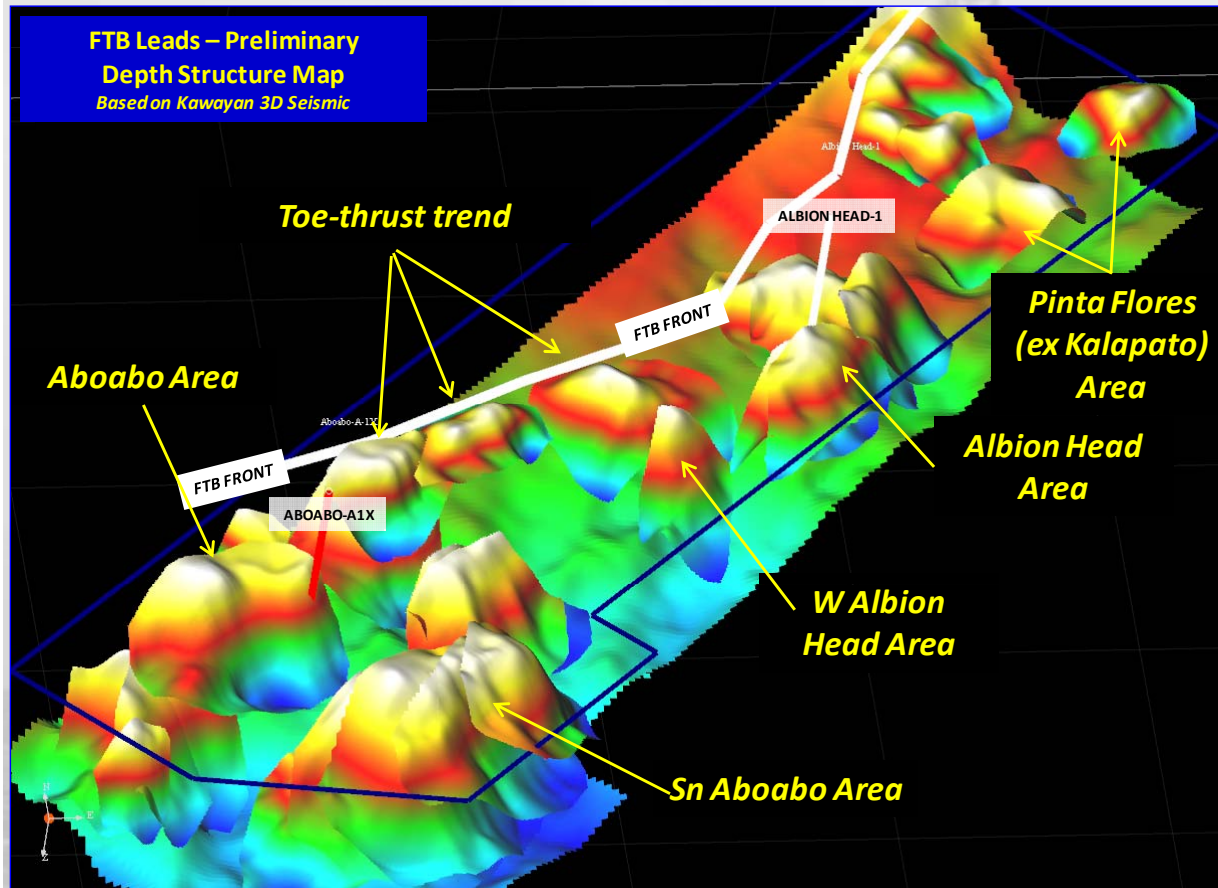 FTB Leads – Preliminary
Depth Structure Map
Based on Kawayan 3D Seismic
Albion Head-1
Toe-thrust trend
ALBION HEAD-1
FTB FRONT
Pinta Flores
(ex Kalapato)
Area
Aboabo Area
Aboabo-A-1X
Albion Head
Area
FTB FRONT
ABOABO-A1X
W Albion
Head Area
Sn Aboabo Area
N
E
Z